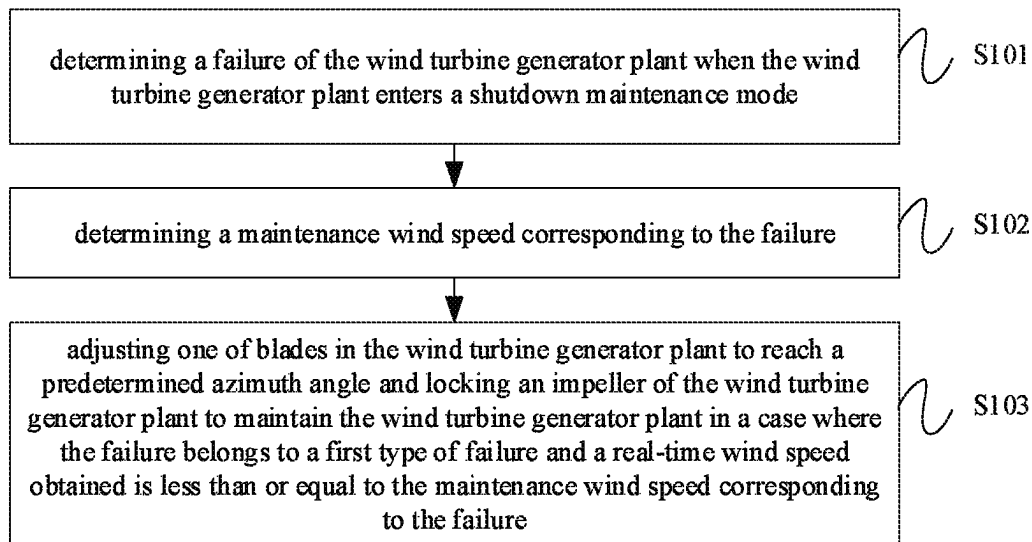 determining a failure of the wind turbine generator plant when the wind
turbine generator plant enters a shutdown maintenance mode
S101
determining a maintenance wind speed corresponding to the failure
S102
adjusting one of blades in the wind turbine generator plant to reach a
predetermined azimuth angle and locking an impeller of the wind turbine
generator plant to maintain the wind turbine generator plant in a case where
the failure belongs to a first type of failure and a real-time wind speed
obtained is less than or equal to the maintenance wind speed corresponding
to the failure
S103